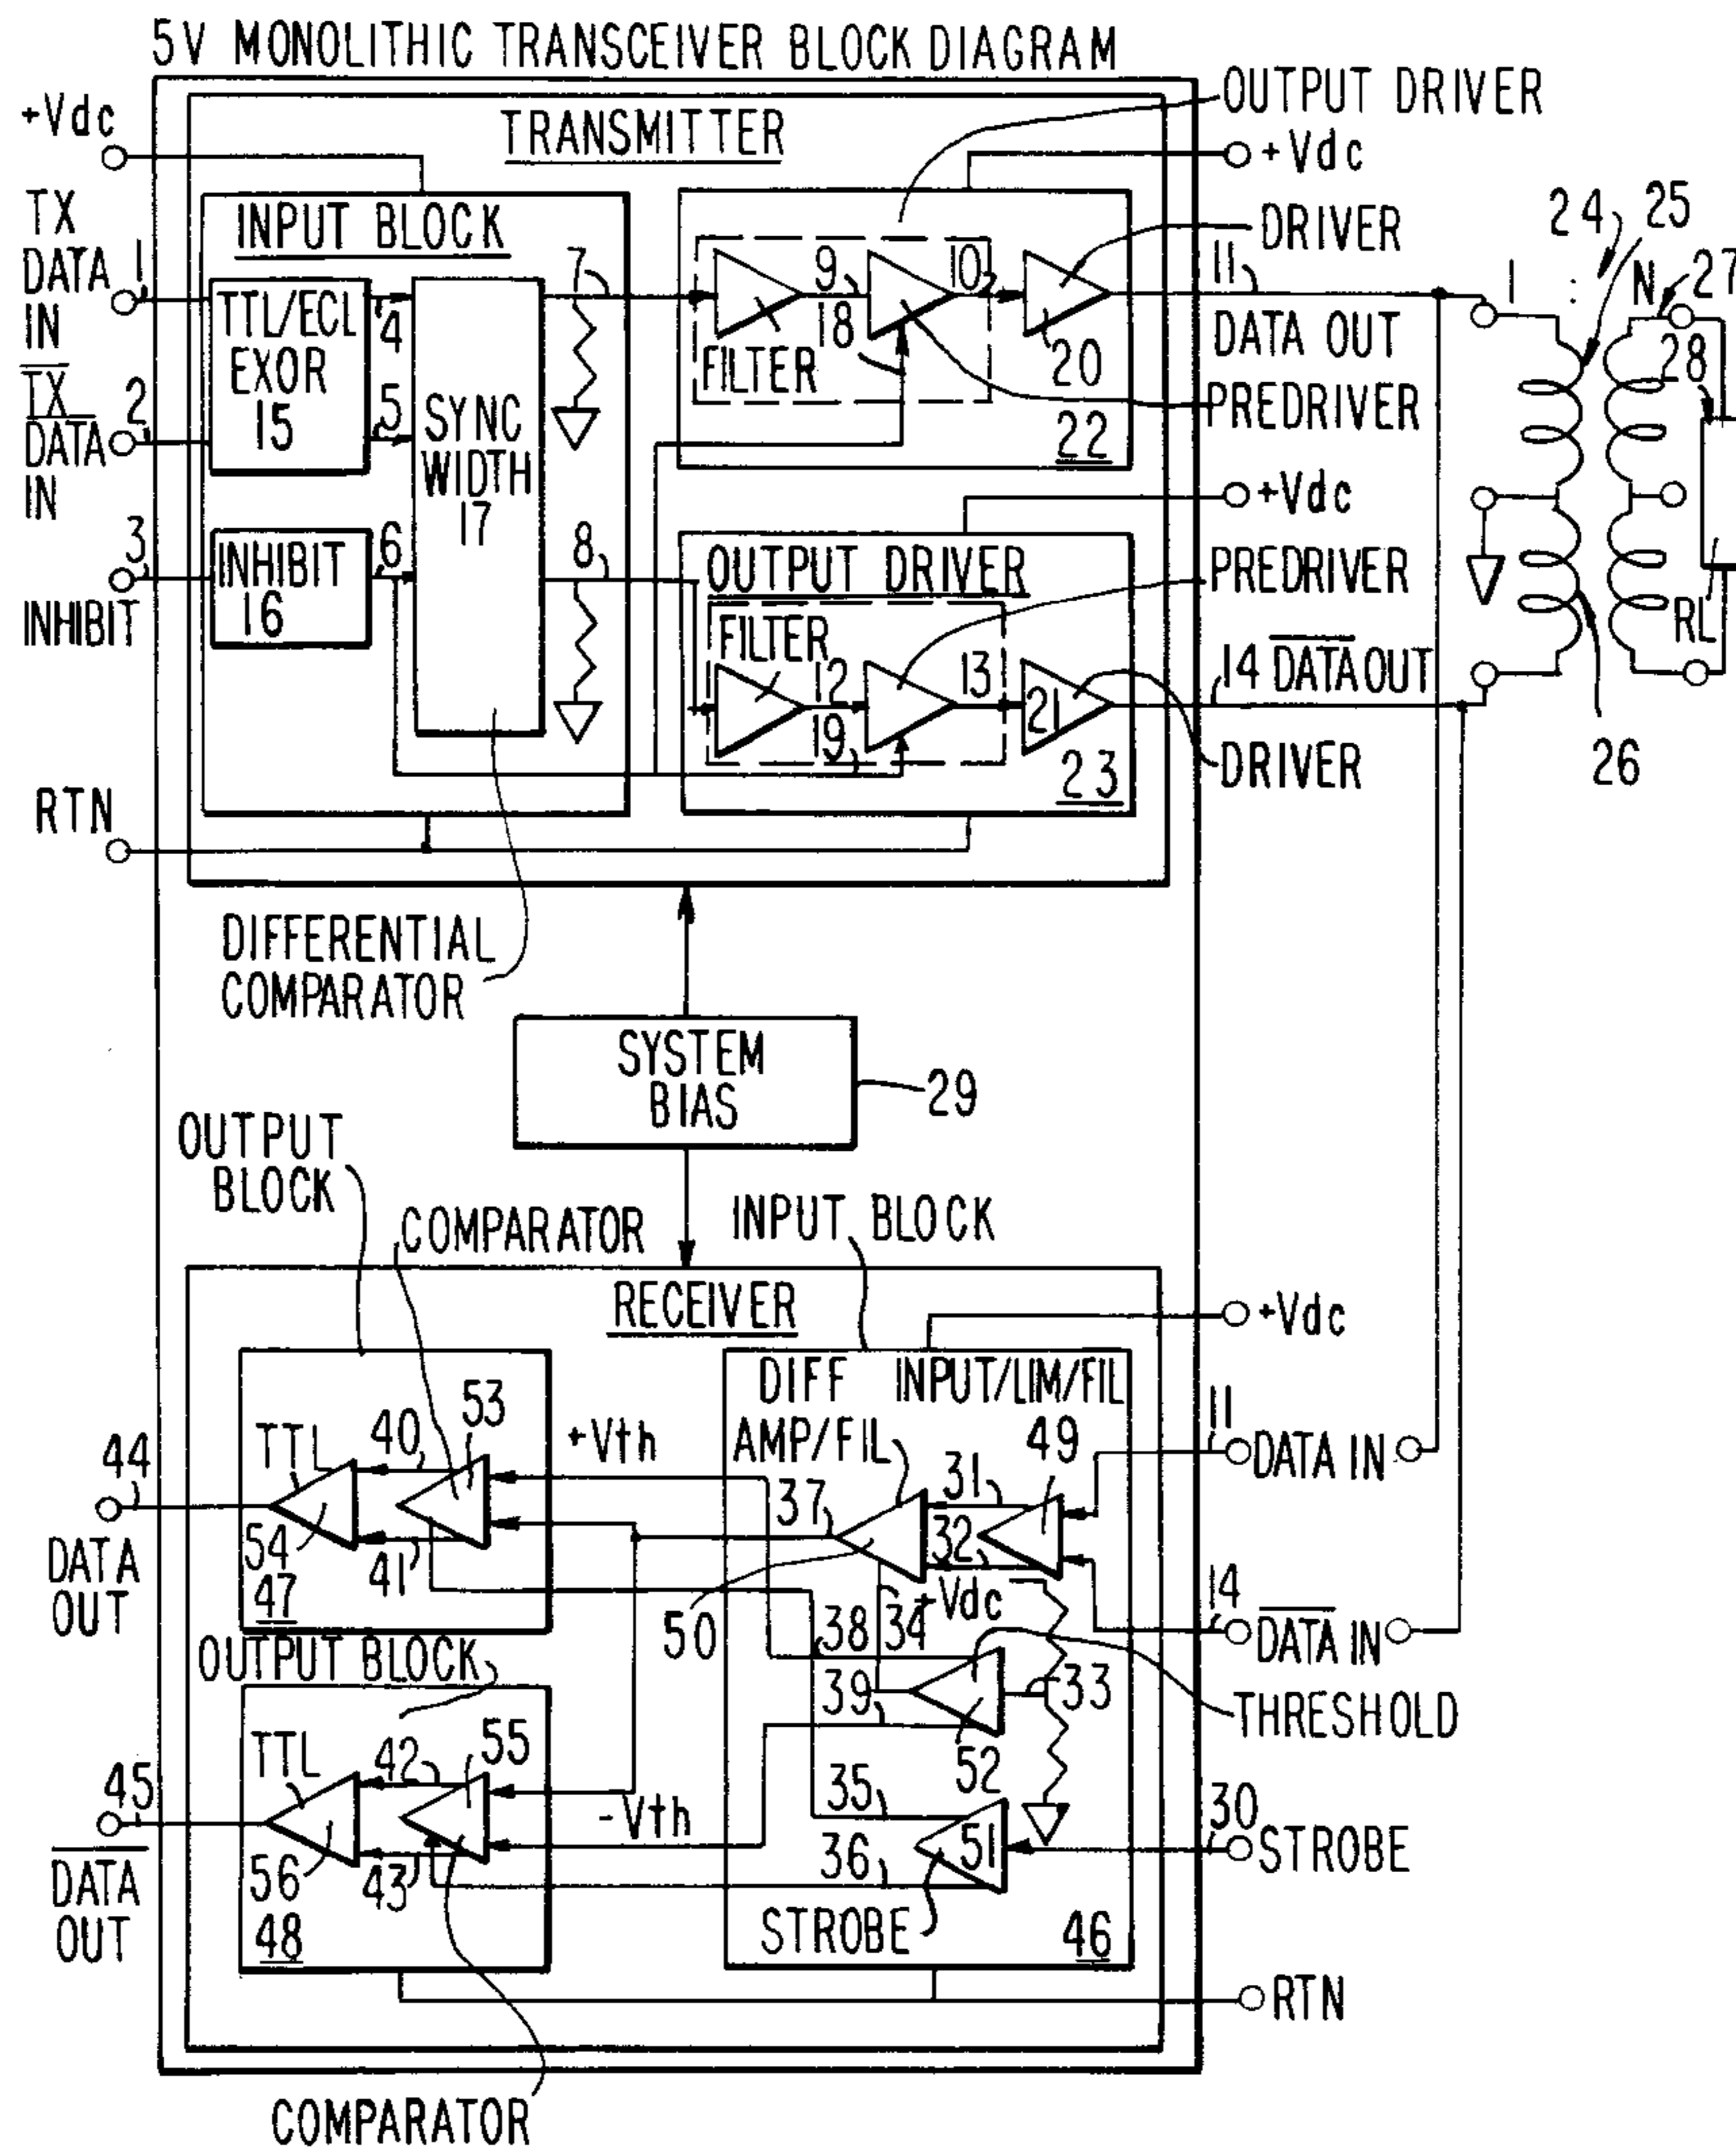 5V MONOLITHIC TRANSCEIVER BLOCK DIAGRAM
+Vdc
TRANSMITTER
OUTPUT DRIVER
+Vdc
TX
DATA
IN
1
INPUT BLOCK
TTL/ECL
EXOR
15
4
5
SYNC
WIDTH
17
7
FILTER
9
18
10
20
22
DRIVER
11
DATA OUT
PREDRIVER
24
25
1 : N
27
28
TX
DATA
IN
2
3
INHIBIT
INHIBIT
16
6
8
+Vdc
OUTPUT DRIVER
PREDRIVER
FILTER
12
19
13
21
23
14 DATA OUT
DRIVER
RL
26
RTN
DIFFERENTIAL
COMPARATOR
SYSTEM
BIAS
29
OUTPUT
BLOCK
COMPARATOR
INPUT BLOCK
RECEIVER
+Vdc
DIFF
AMP/FIL
INPUT/LIM/FIL
49
11
DATA IN
44
DATA
OUT
TTL
54
47
40
41
53
+Vth
37
31
32
50
34
+Vdc
14
DATA IN
38
39
33
52
THRESHOLD
OUTPUT BLOCK
45
DATA
OUT
TTL
56
48
42
43
55
-Vth
35
36
51
STROBE
46
30
STROBE
RTN
COMPARATOR